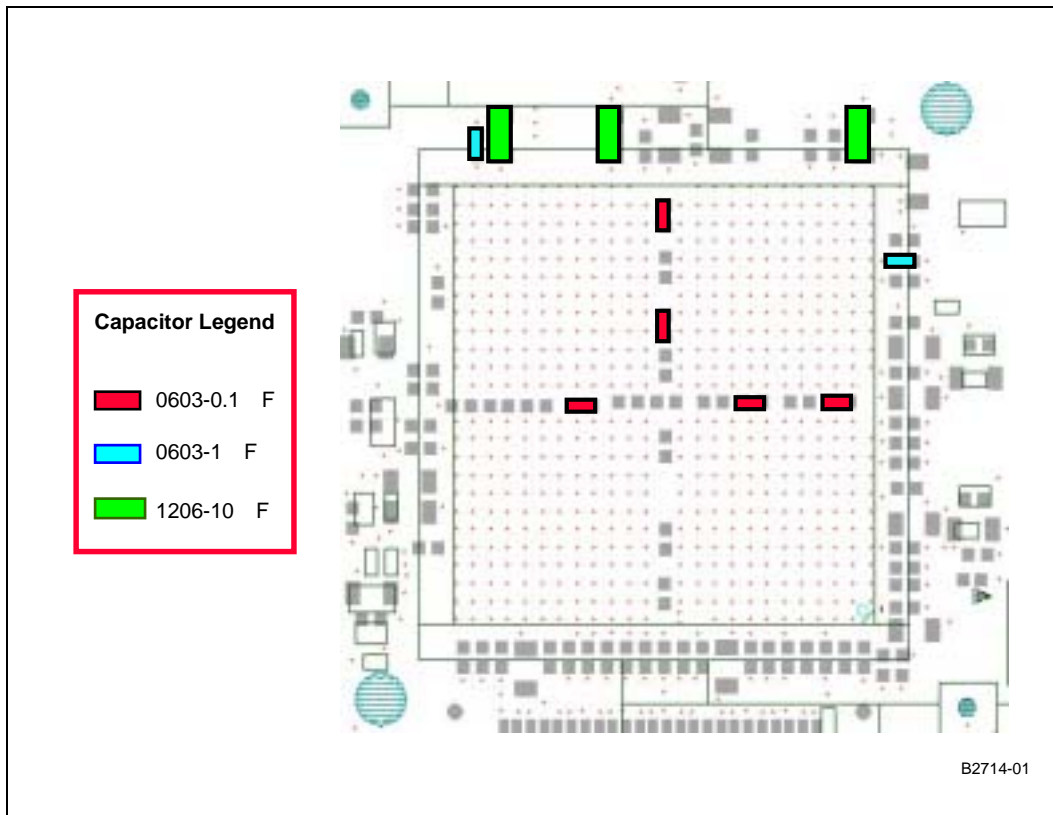 Capacitor Legend
0603-0.1 F
0603-1 F
1206-10 F
B2714-01